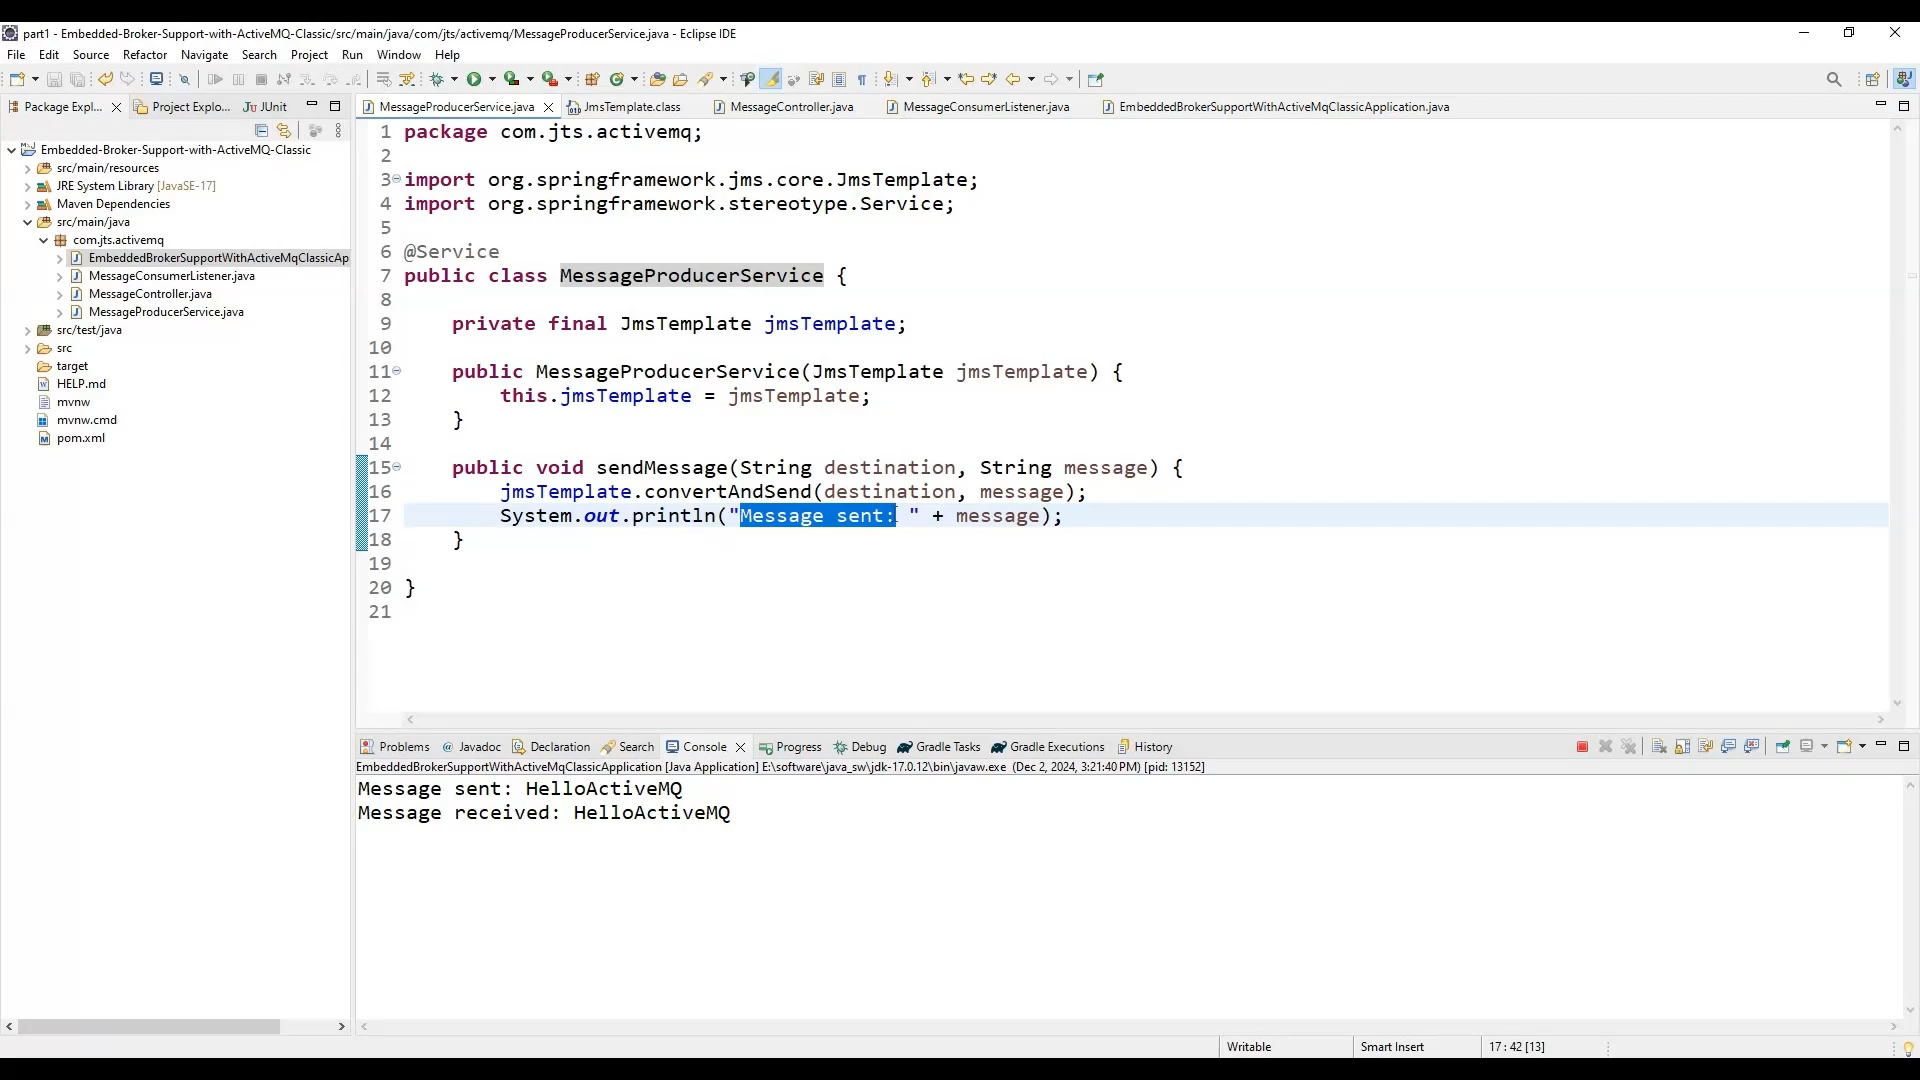 part1 - Embedded-Broker-Support-with-ActiveMQ-Classic/src/main/java/com/jts/activemq/MessageProducerService.java - Eclipse IDE
File Edit Source Refactor Navigate Search Project Run Window Help
Package Expl... Project Explo... JUnit
MessageProducerService.java JmsTemplate.class MessageController.java MessageConsumerListener.java EmbeddedBrokerSupportWithActiveMqClassicApplication.java
Embedded-Broker-Support-with-ActiveMQ-Classic
src/main/resources
JRE System Library [JavaSE-17]
Maven Dependencies
src/main/java
com.jts.activemq
EmbeddedBrokerSupportWithActiveMqClassicAp
MessageConsumerListener.java
MessageController.java
MessageProducerService.java
src/test/java
src
target
HELP.md
mvnw
mvnw.cmd
pom.xml
1 package com.jts.activemq;
2
3 import org.springframework.jms.core.JmsTemplate;
4 import org.springframework.stereotype.Service;
5
6 @Service
7 public class MessageProducerService {
8
9 private final JmsTemplate jmsTemplate;
10
11 public MessageProducerService(JmsTemplate jmsTemplate) {
12 this.jmsTemplate = jmsTemplate;
13 }
14
15 public void sendMessage(String destination, String message) {
16 jmsTemplate.convertAndSend(destination, message);
17 System.out.println("Message sent: " + message);
18 }
19
20 }
21
Problems Javadoc Declaration Search Console Progress Debug Gradle Tasks Gradle Executions History
EmbeddedBrokerSupportWithActiveMqClassicApplication [Java Application] E:\software\java_sw\jdk-17.0.12\bin\javaw.exe (Dec 2, 2024, 3:21:40 PM) [pid: 13152]
Message sent: HelloActiveMQ
Message received: HelloActiveMQ
Writable Smart Insert 17 : 42 [13]